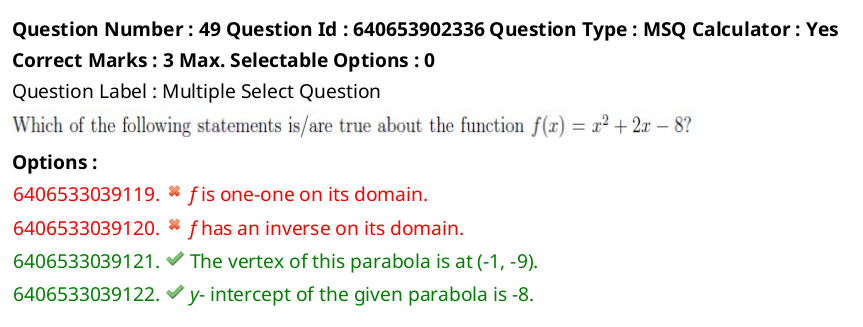 Question Number : 49 Question Id : 640653902336 Question Type : MSQ Calculator : Yes
Correct Marks : 3 Max. Selectable Options : 0
Question Label : Multiple Select Question
Which of the following statements is/are true about the function f(x) = x² + 2x − 8?
Options :
6406533039119. ✖ f is one-one on its domain.
6406533039120. ✖ f has an inverse on its domain.
6406533039121. ✔ The vertex of this parabola is at (-1, -9).
6406533039122. ✔ y- intercept of the given parabola is -8.